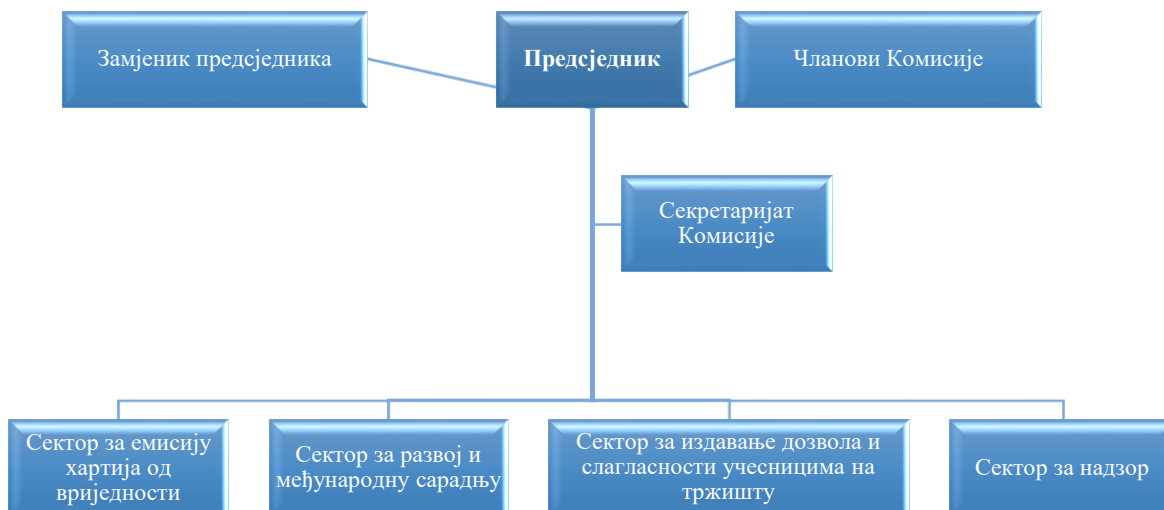 Замјеник предсједника
Предсједник
Чланови Комисије
Секретаријат
Комисије
Сектор за емисију
хартија од
вриједности
Сектор за развој и
међународну сарадњу
Сектор за издавање дозвола и
слагласности учесницима на
тржишту
Сектор за надзор